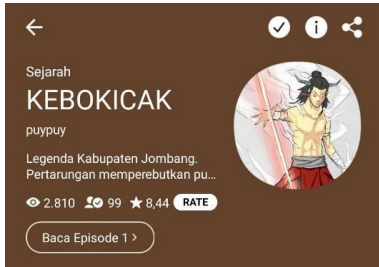 Sejarah
KEBOKICAK
puypuy
Legenda Kabupaten Jombang.
Pertarungan memperebutkan pu...
2.810 99 8,44 RATE
Baca Episode 1 >